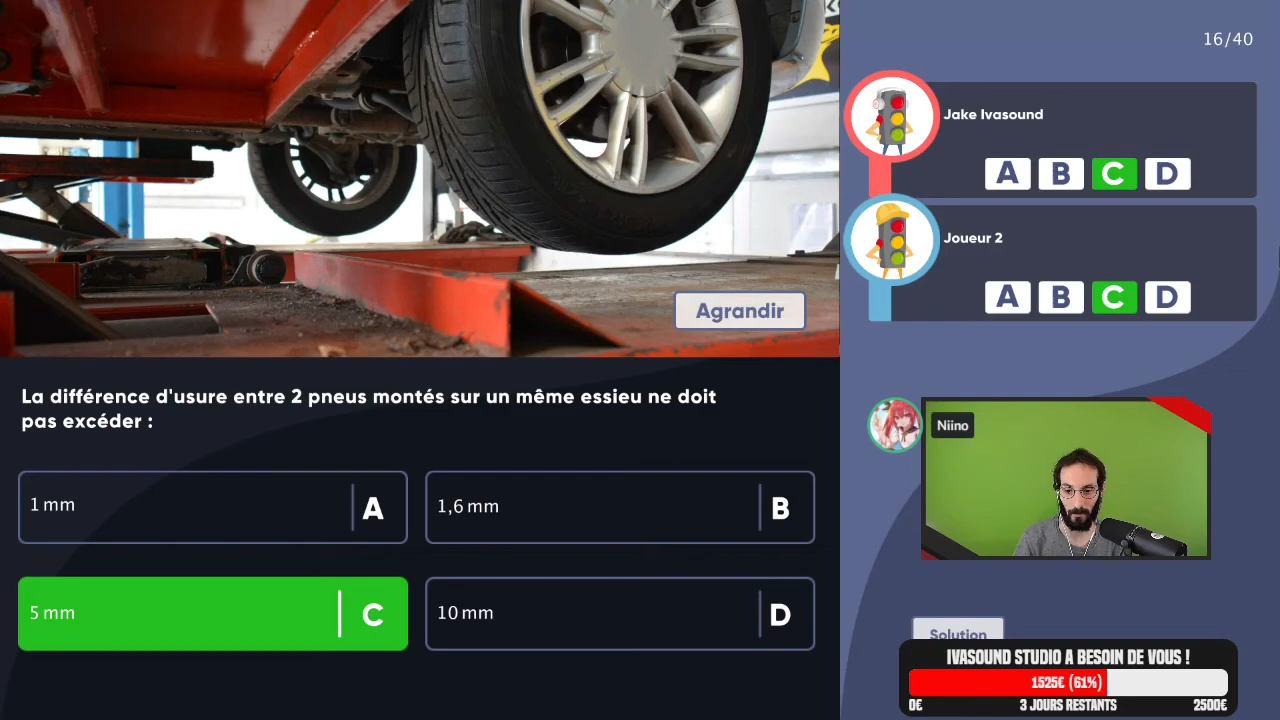 16/40
Jake Ivasound
A B C D
Joueur 2
A B C D
Agrandir
La différence d'usure entre 2 pneus montés sur un même essieu ne doit
pas excéder :
1 mm A
1,6 mm B
5 mm C
10 mm D
Niino
Solution
IVASOUND STUDIO A BESOIN DE VOUS !
1525€ (61%)
0€ 3 JOURS RESTANTS 2500€